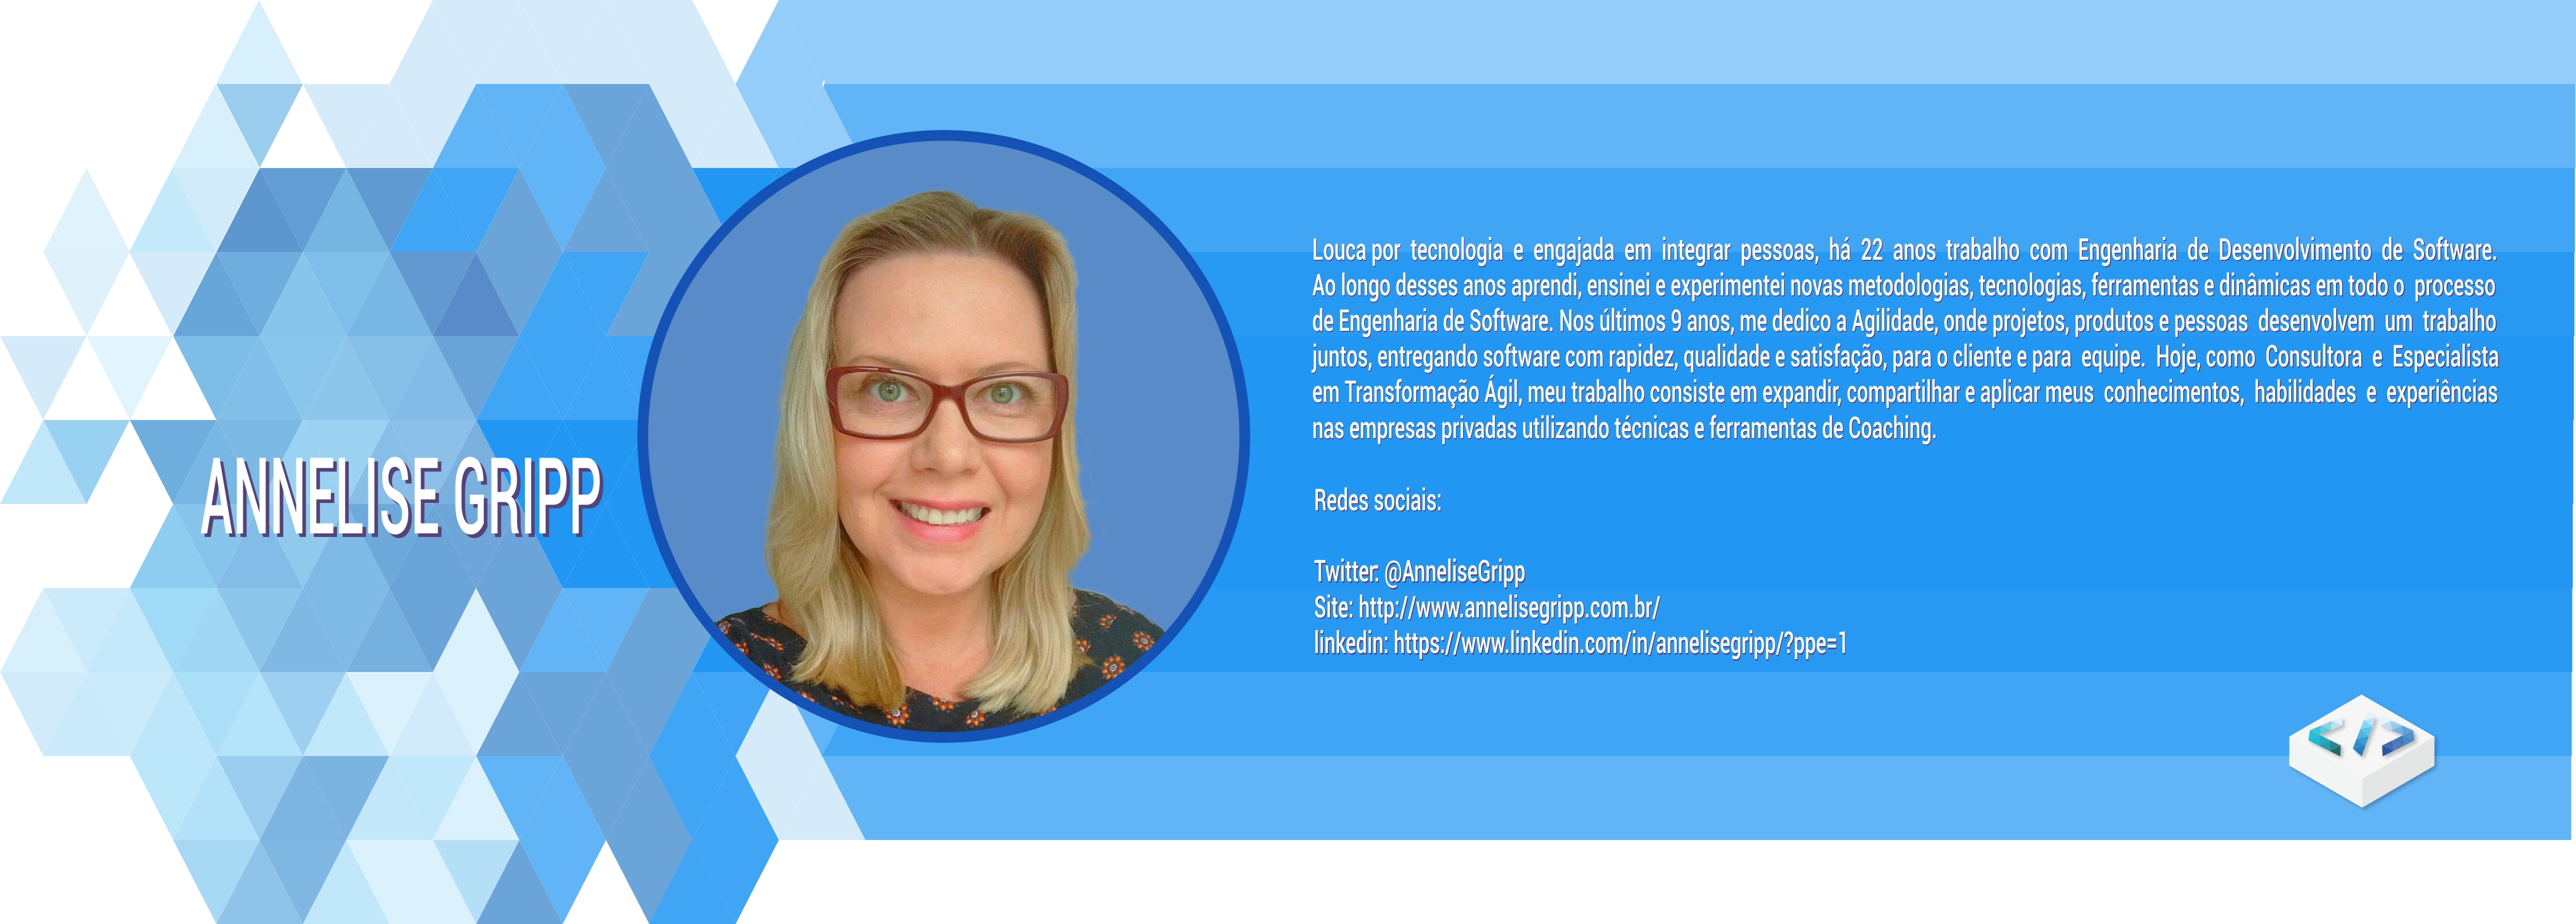 ANNELISE GRIPP
Louca por tecnologia e engajada em integrar pessoas, há 22 anos trabalho com Engenharia de Desenvolvimento de Software.
Ao longo desses anos aprendi, ensinei e experimentei novas metodologias, tecnologias, ferramentas e dinâmicas em todo o processo
de Engenharia de Software. Nos últimos 9 anos, me dedico a Agilidade, onde projetos, produtos e pessoas desenvolvem um trabalho
juntos, entregando software com rapidez, qualidade e satisfação, para o cliente e para equipe. Hoje, como Consultora e Especialista
em Transformação Ágil, meu trabalho consiste em expandir, compartilhar e aplicar meus conhecimentos, habilidades e experiências
nas empresas privadas utilizando técnicas e ferramentas de Coaching.
Redes sociais:
Twitter: @AnneliseGripp
Site: http://www.annelisegripp.com.br/
linkedin: https://www.linkedin.com/in/annelisegripp/?ppe=1
</>